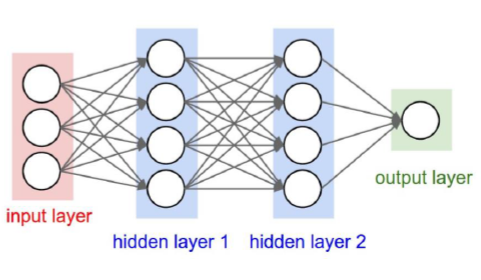 input layer
hidden layer 1
hidden layer 2
output layer